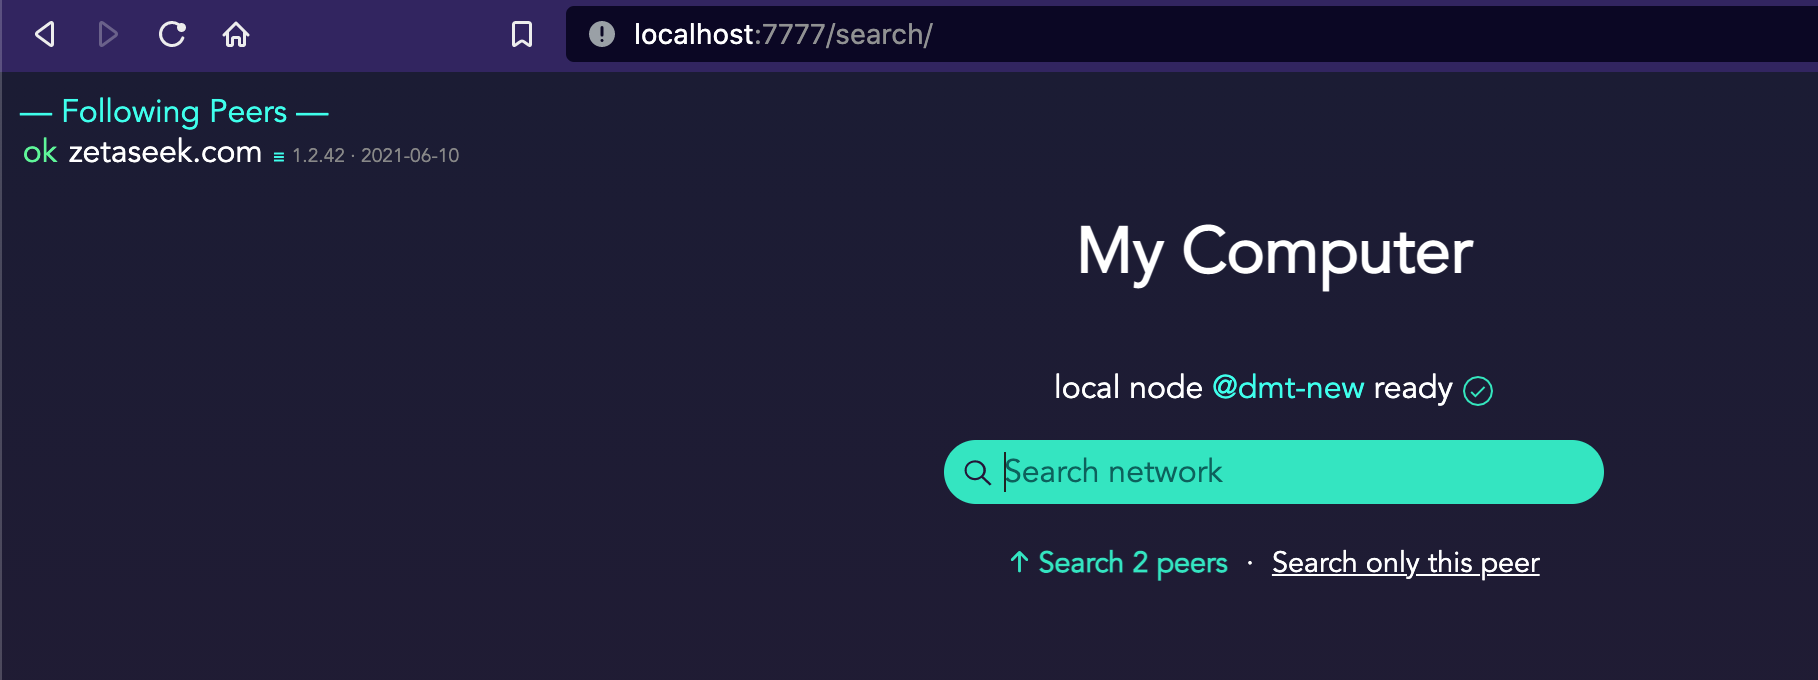 localhost:7777/search/
— Following Peers —
ok zetaseek.com ≡ 1.2.42 · 2021-06-10
My Computer
local node @dmt-new ready
Search network
↑ Search 2 peers · Search only this peer